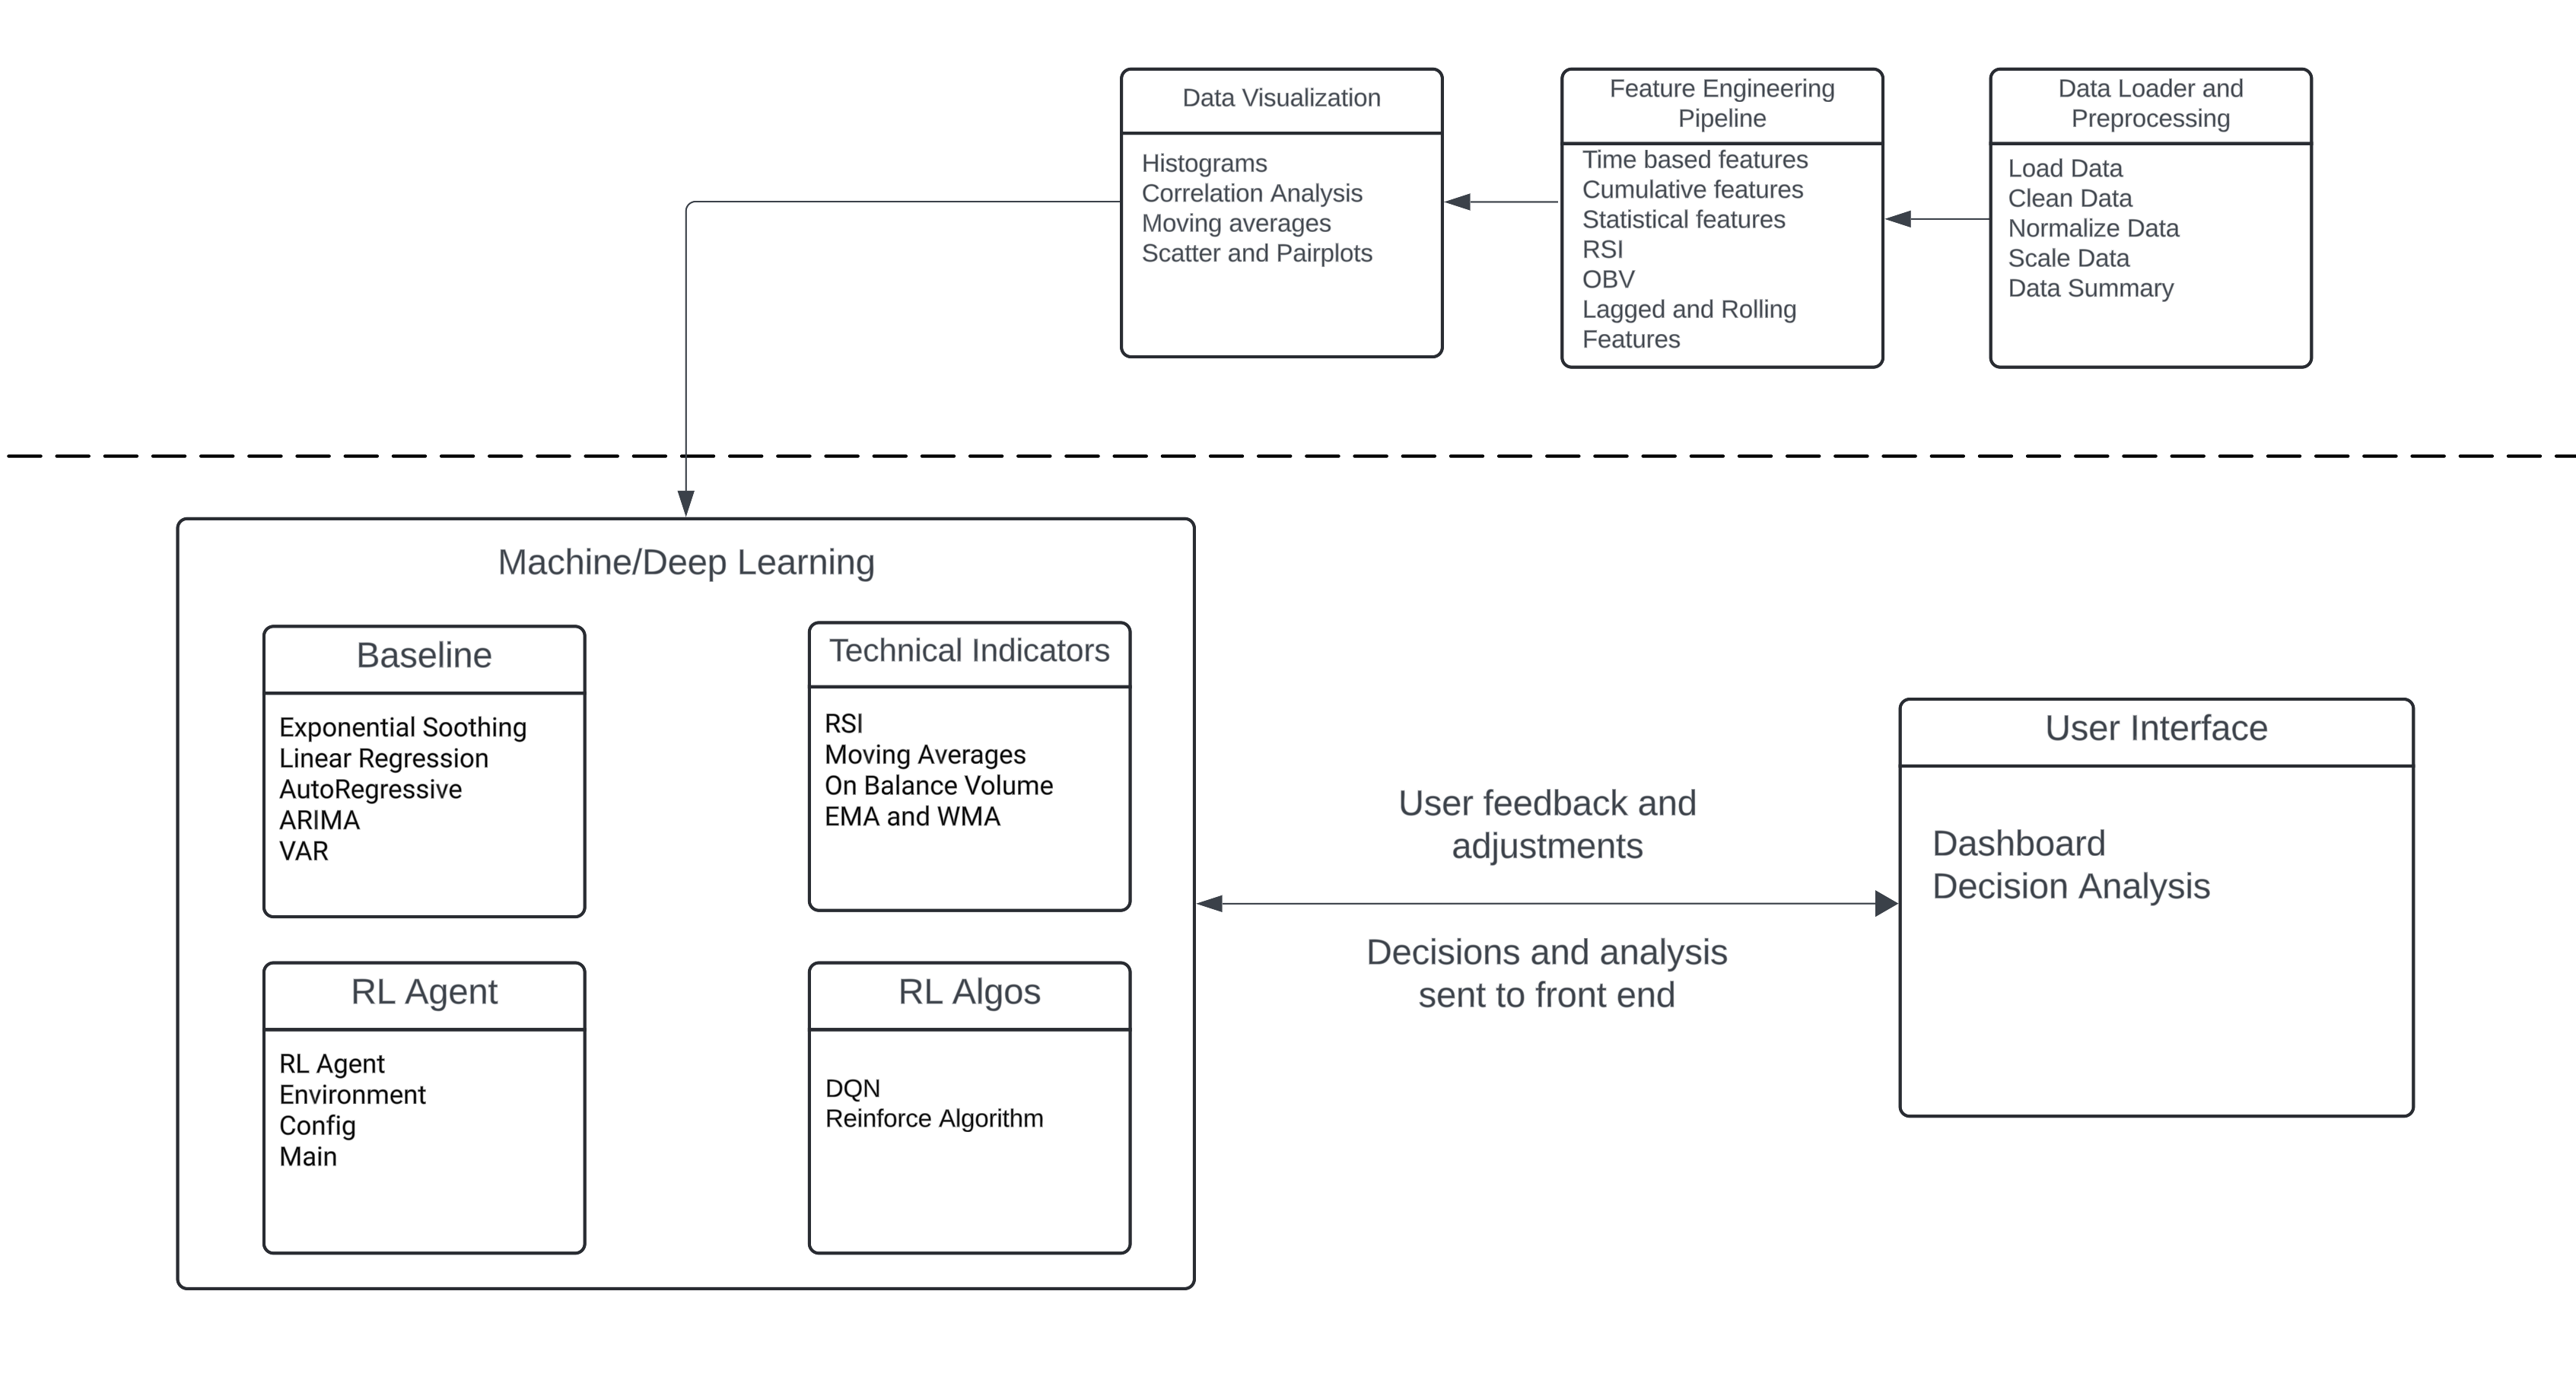 Data Visualization
Histograms
Correlation Analysis
Moving averages
Scatter and Pairplots
Feature Engineering
Pipeline
Time based features
Cumulative features
Statistical features
RSI
OBV
Lagged and Rolling
Features
Data Loader and
Preprocessing
Load Data
Clean Data
Normalize Data
Scale Data
Data Summary
Machine/Deep Learning
Baseline
Exponential Soothing
Linear Regression
AutoRegressive
ARIMA
VAR
Technical Indicators
RSI
Moving Averages
On Balance Volume
EMA and WMA
RL Agent
RL Agent
Environment
Config
Main
RL Algos
DQN
Reinforce Algorithm
User feedback and
adjustments
Decisions and analysis
sent to front end
User Interface
Dashboard
Decision Analysis